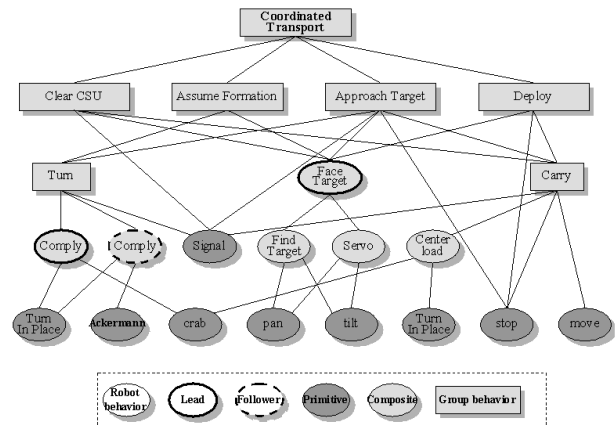 Coordinated
Transport
Clear CSU
Assume Formation
Approach Target
Deploy
Turn
Face
Target
Carry
Comply
Comply
Signal
Find
Target
Servo
Center
load
Turn
In Place
Ackermann
crab
pan
tilt
Turn
In Place
stop
move
Robot
behavior
Lead
Follower
Primitive
Composite
Group behavior